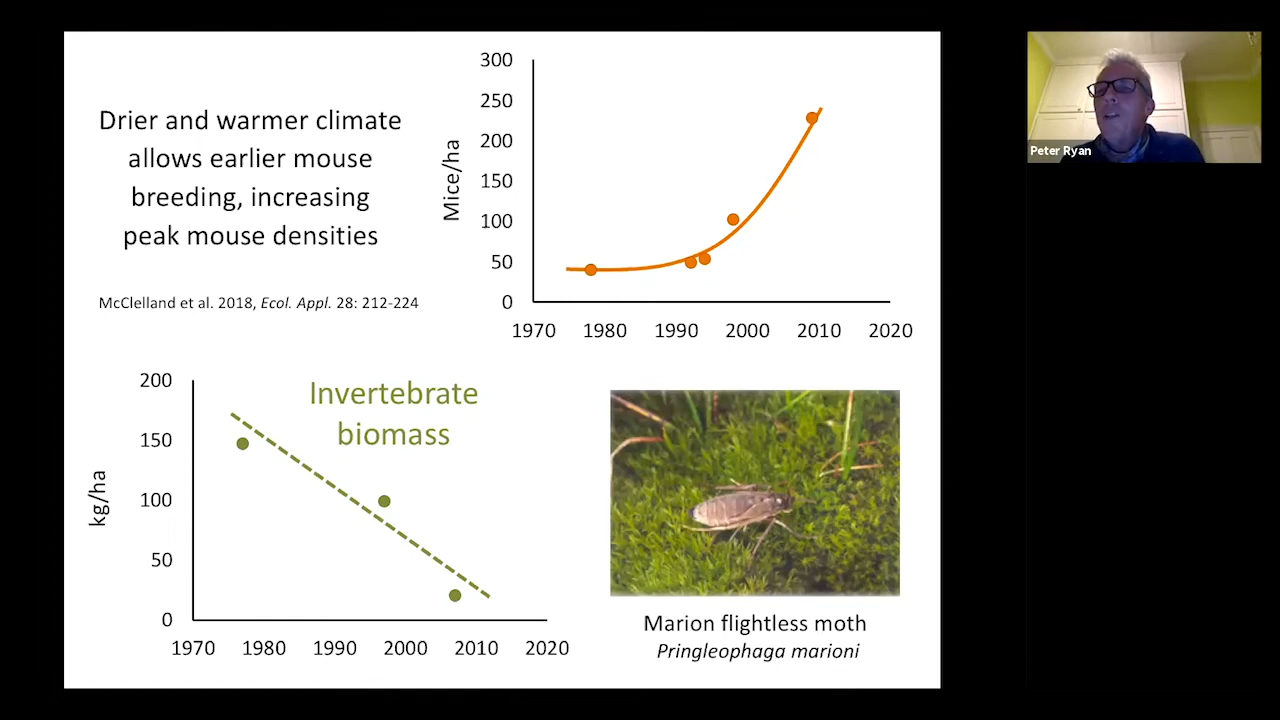 Drier and warmer climate
allows earlier mouse
breeding, increasing
peak mouse densities
McClelland et al. 2018, Ecol. Appl. 28: 212-224
Mice/ha
300
250
200
150
100
50
0
1970 1980 1990 2000 2010 2020
Invertebrate
biomass
kg/ha
200
150
100
50
0
1970 1980 1990 2000 2010 2020
Marion flightless moth
Pringleophaga marioni
Peter Ryan